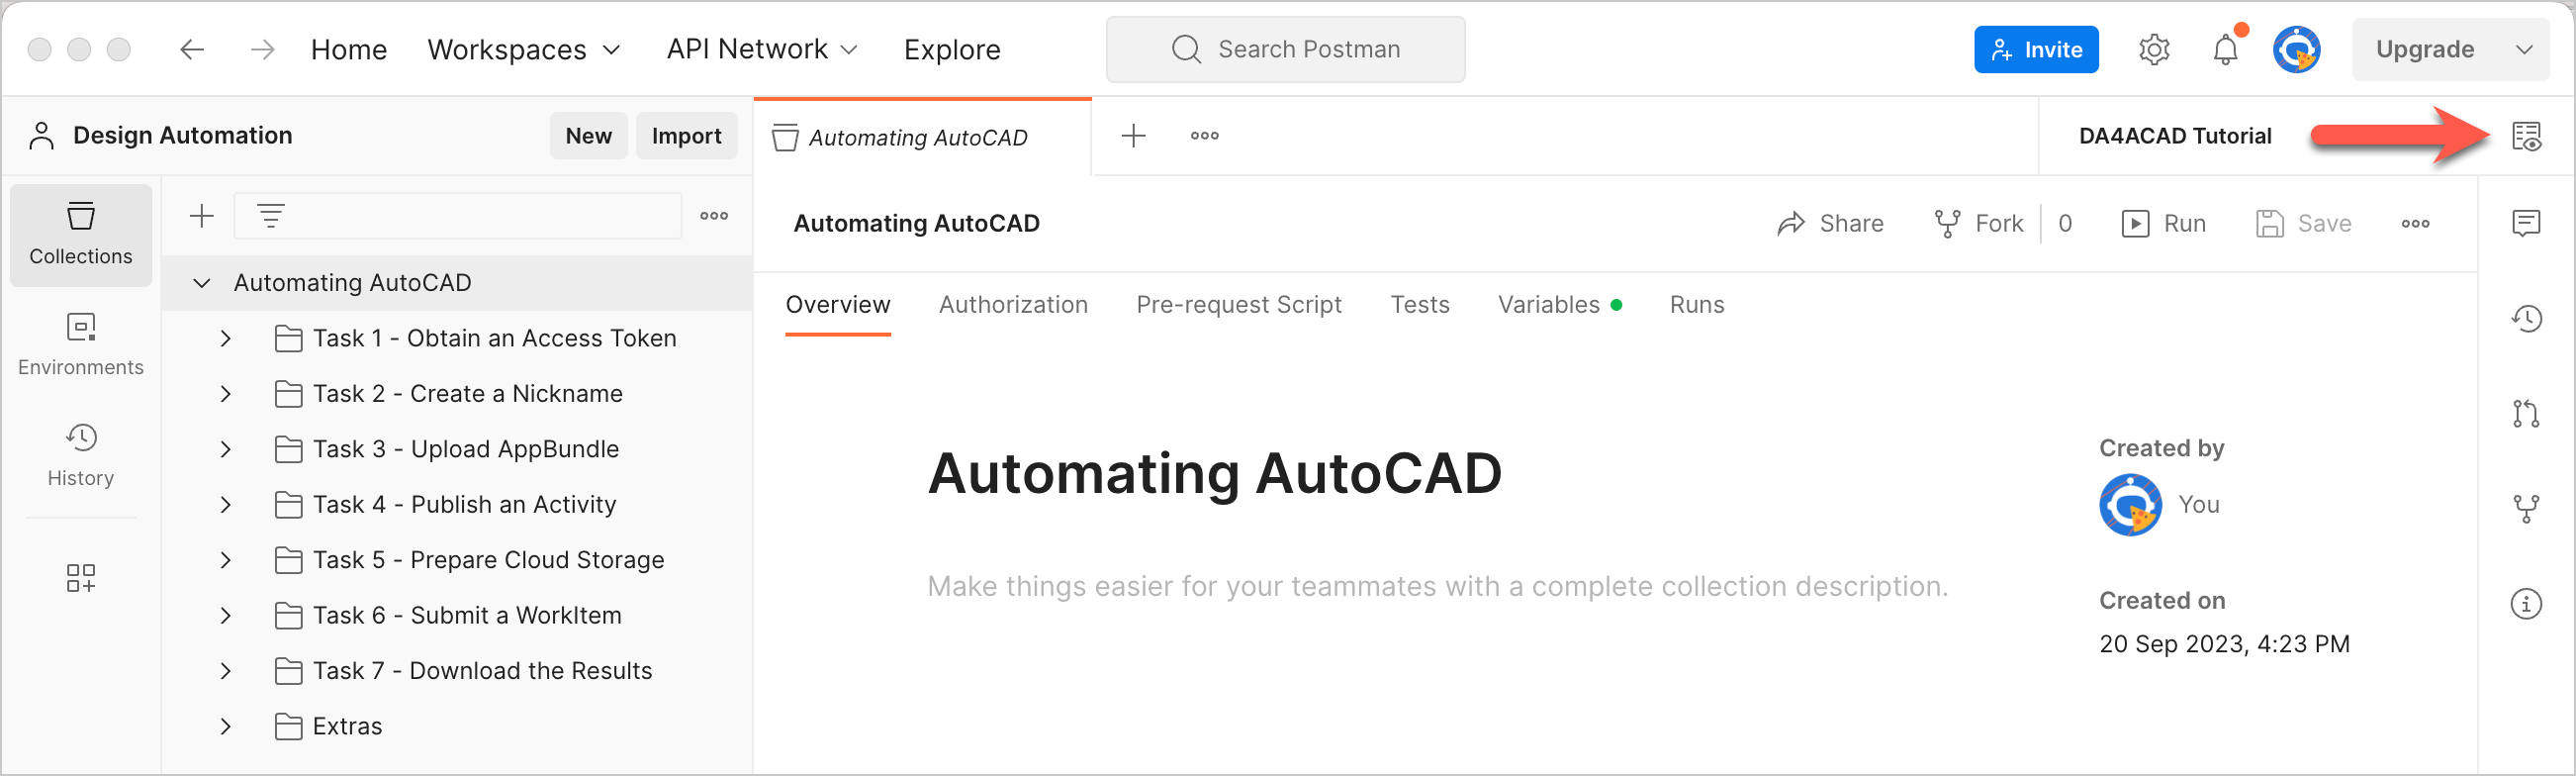 Home Workspaces API Network Explore Search Postman Invite Upgrade
Design Automation New Import Automating AutoCAD DA4ACAD Tutorial
Collections
Environments
History
Automating AutoCAD
Task 1 - Obtain an Access Token
Task 2 - Create a Nickname
Task 3 - Upload AppBundle
Task 4 - Publish an Activity
Task 5 - Prepare Cloud Storage
Task 6 - Submit a WorkItem
Task 7 - Download the Results
Extras
Automating AutoCAD Share Fork 0 Run Save
Overview Authorization Pre-request Script Tests Variables Runs
Automating AutoCAD
Make things easier for your teammates with a complete collection description.
Created by
You
Created on
20 Sep 2023, 4:23 PM